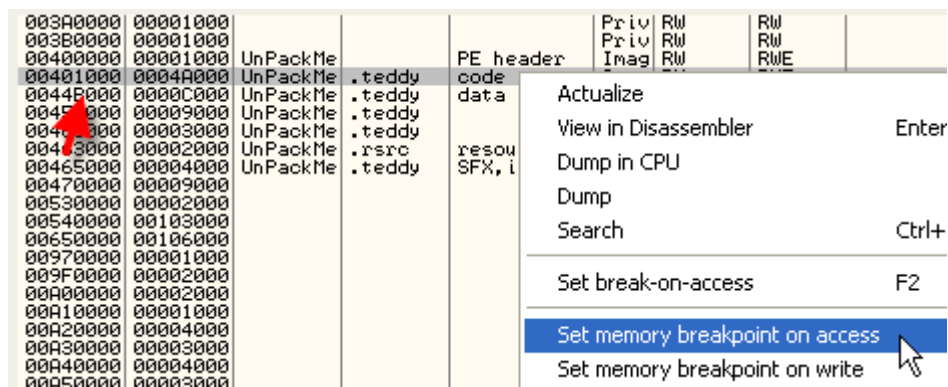 003A0000 00001000 Priv RW RW
003B0000 00001000 Priv RW RW
00400000 00001000 UnPackMe PE header Imag RW RWE
00401000 0004A000 UnPackMe .teddy code
0044B000 0000C000 UnPackMe .teddy data
00009000 UnPackMe .teddy
00003000 UnPackMe .teddy
00002000 UnPackMe .rsrc resou
00465000 00004000 UnPackMe .teddy SFX,i
00470000 00009000
00530000 00002000
00540000 00103000
00650000 00106000
00970000 00001000
009F0000 00002000
00A00000 00002000
00A10000 00001000
00A20000 00004000
00A30000 00003000
00A40000 00004000
00A50000 00003000
Actualize
View in Disassembler Enter
Dump in CPU
Dump
Search Ctrl+
Set break-on-access F2
Set memory breakpoint on access
Set memory breakpoint on write